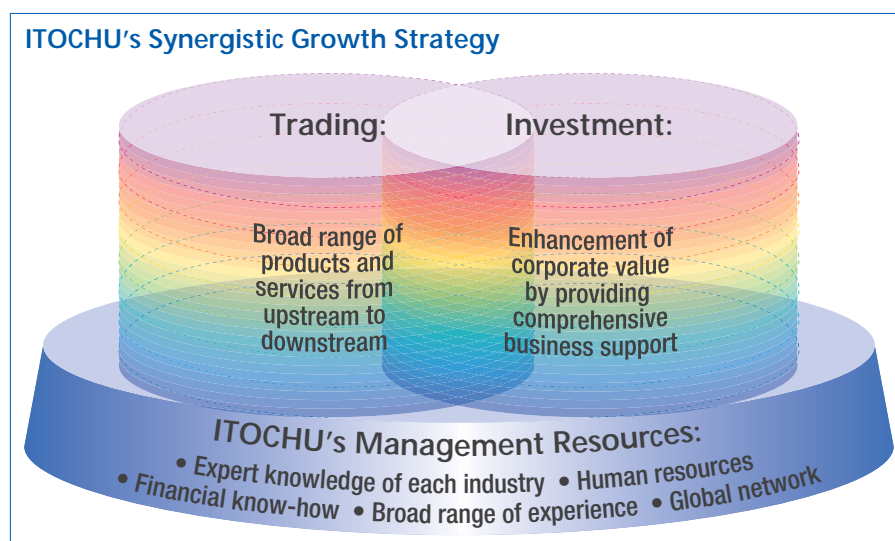 ITOCHU's Synergistic Growth Strategy
Trading:
Broad range of
products and
services from
upstream to
downstream
Investment:
Enhancement of
corporate value
by providing
comprehensive
business support
ITOCHU's Management Resources:
• Expert knowledge of each industry • Human resources
• Financial know-how • Broad range of experience • Global network